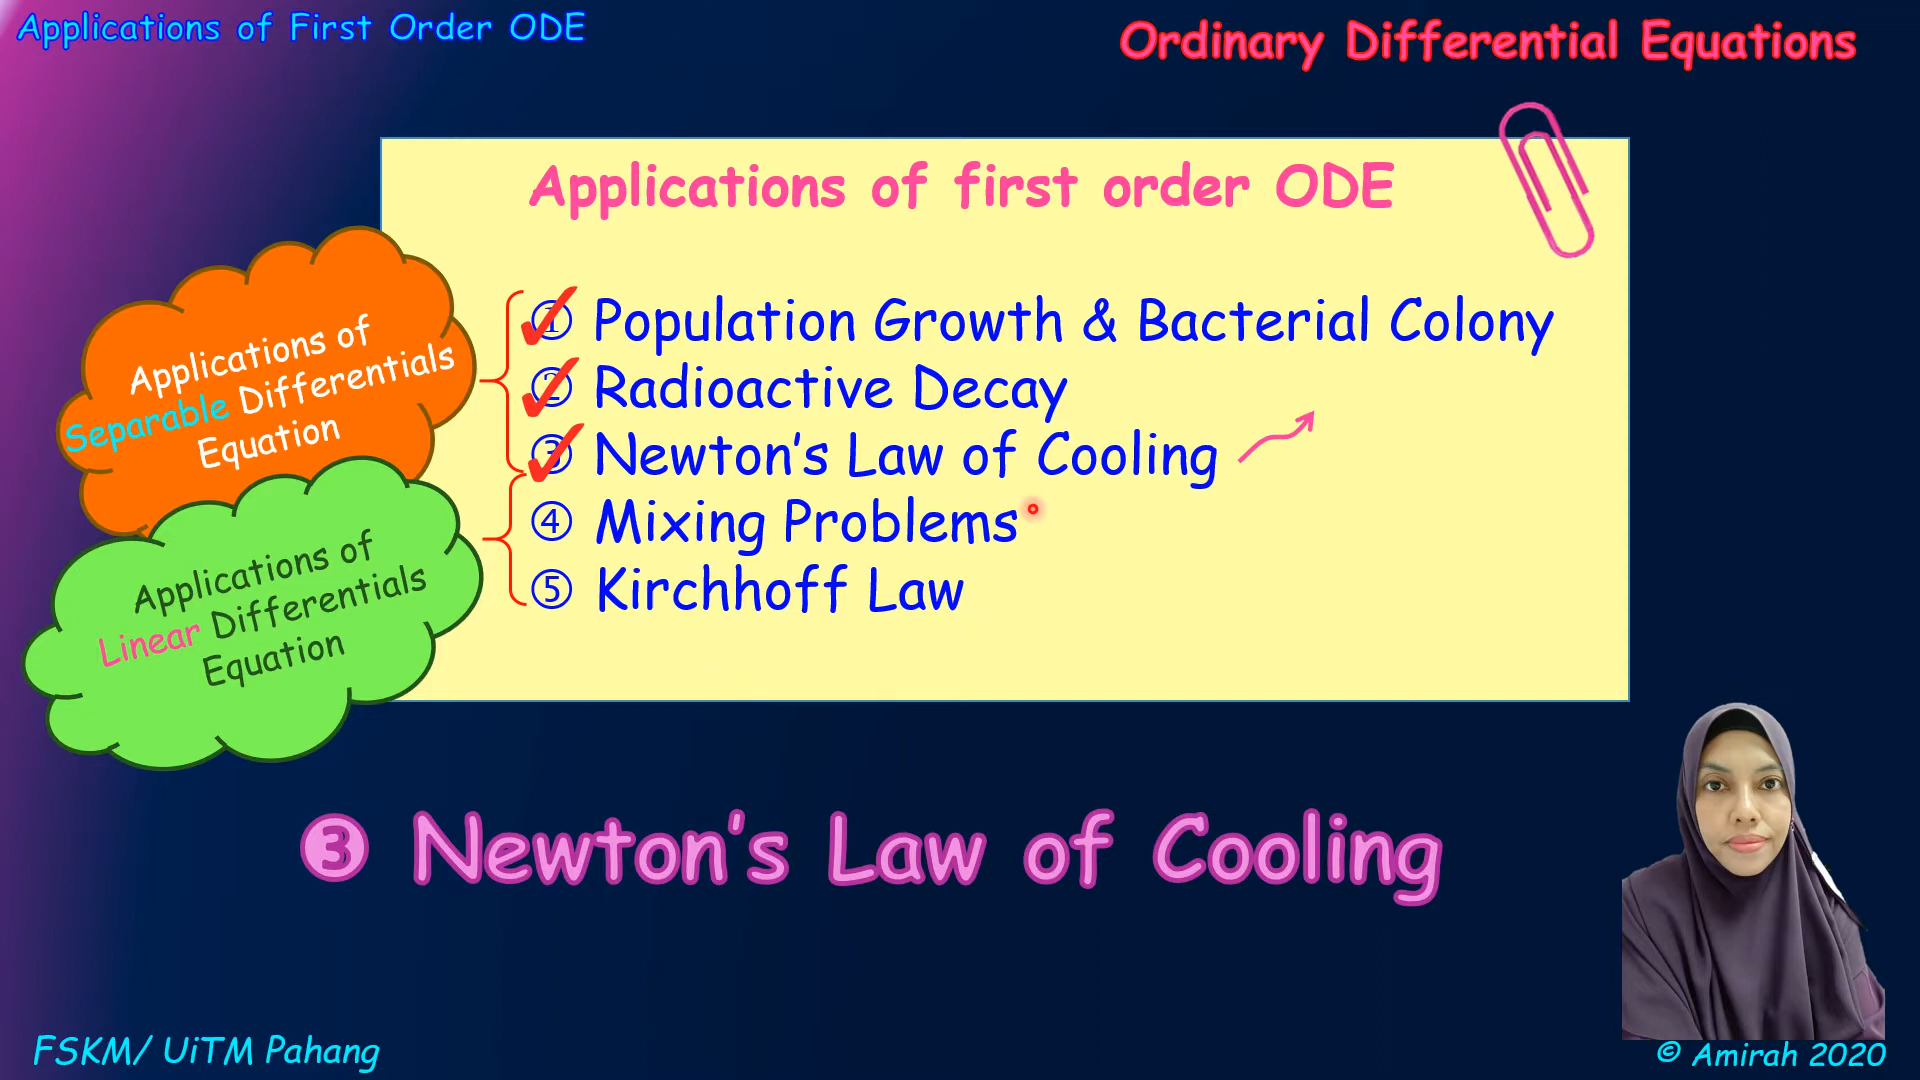 Applications of First Order ODE
Ordinary Differential Equations
Applications of first order ODE
① Population Growth & Bacterial Colony
② Radioactive Decay
③ Newton's Law of Cooling
④ Mixing Problems
⑤ Kirchhoff Law
Applications of
Separable Differentials
Equation
Applications of
Linear Differentials
Equation
❸ Newton's Law of Cooling
FSKM/ UiTM Pahang
© Amirah 2020